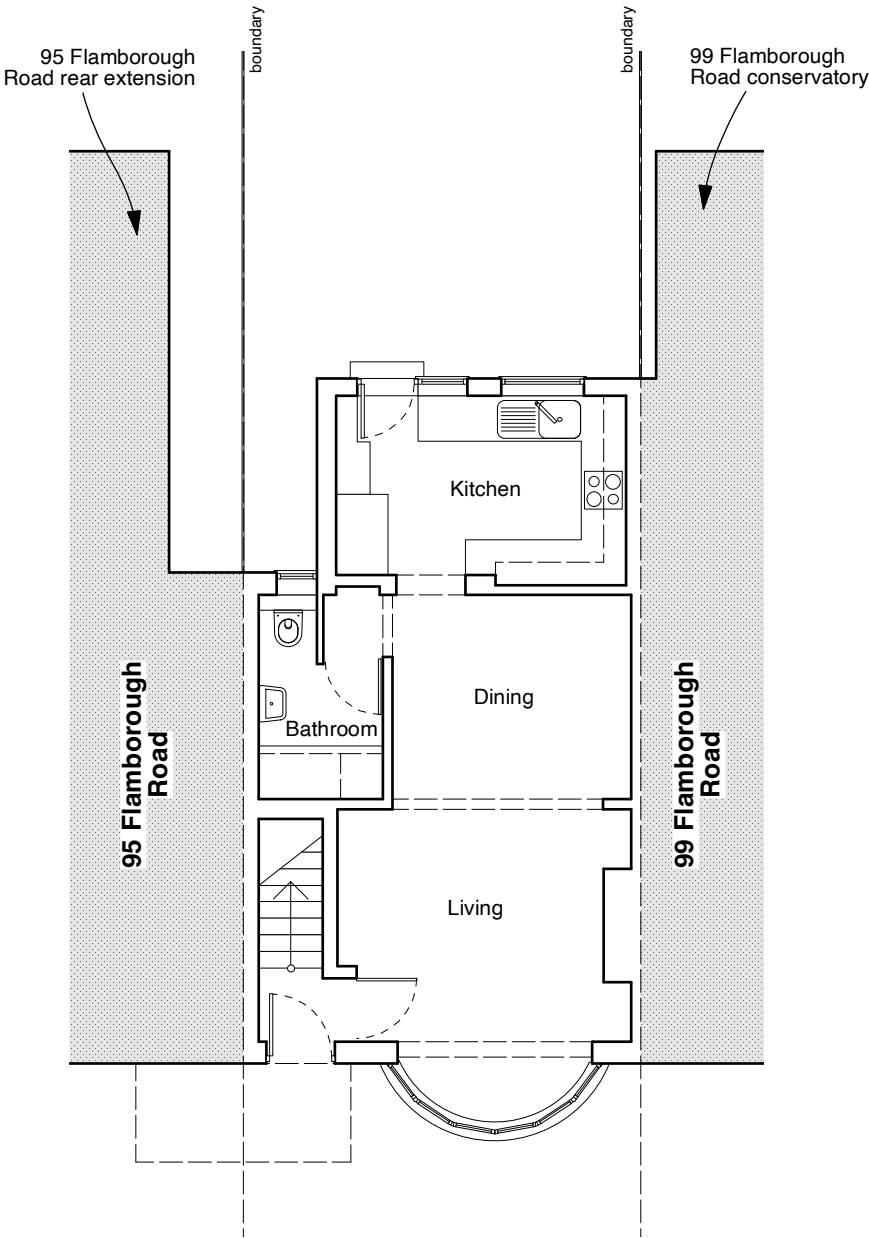 boundary
boundary
95 Flamborough
Road rear extension
99 Flamborough
Road conservatory
Kitchen
95 Flamborough
Road
Dining
Bathroom
99 Flamborough
Road
Living